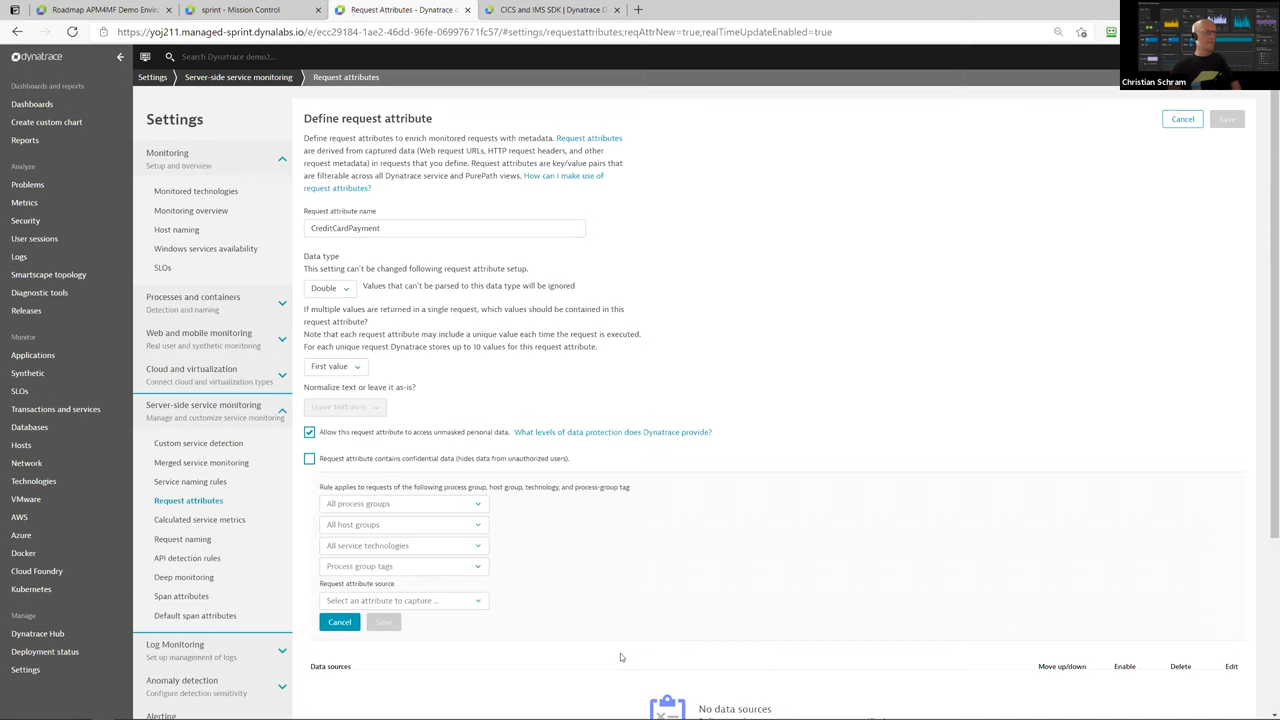 Roadmap APM4MF Demo Envir
sprint - Mission Control
Request Attributes - Dynatrace - c
CICS and IMS SDK | Dynatrace D
https://yoj211.managed-sprint.dynalabs.io/e/ecc29184-1ae2-46dd-96fe-
reqAttrNew=true;realTimeUpdateEnabled=true
Christian Schram
dynatrace
Search Dynatrace demo2...
Settings
Server-side service monitoring
Request attributes
Dashboards and reports
Dashboards
Create custom chart
Reports
Analyze
Problems
Metrics
Security
User sessions
Logs
Smartscape topology
Diagnostic tools
Releases
Monitor
Applications
Synthetic
SLOs
Transactions and services
Databases
Hosts
Network
Technologies
VMware
AWS
Azure
Docker
Cloud Foundry
Kubernetes
Manage
Dynatrace Hub
Deployment status
Settings
Settings
Monitoring
Setup and overview
Monitored technologies
Monitoring overview
Host naming
Windows services availability
SLOs
Processes and containers
Detection and naming
Web and mobile monitoring
Real user and synthetic monitoring
Cloud and virtualization
Connect cloud and virtualization types
Server-side service monitoring
Manage and customize service monitoring
Custom service detection
Merged service monitoring
Service naming rules
Request attributes
Calculated service metrics
Request naming
API detection rules
Deep monitoring
Span attributes
Default span attributes
Log Monitoring
Set up management of logs
Anomaly detection
Configure detection sensitivity
Alerting
Define request attribute
Cancel
Save
Define request attributes to enrich monitored requests with metadata. Request attributes
are derived from captured data (Web request URLs, HTTP request headers, and other
request metadata) in requests that you define. Request attributes are key/value pairs that
are filterable across all Dynatrace service and PurePath views. How can I make use of
request attributes?
Request attribute name
CreditCardPayment
Data type
This setting can't be changed following request attribute setup.
Double
Values that can't be parsed to this data type will be ignored
If multiple values are returned in a single request, which values should be contained in this
request attribute?
Note that each request attribute may include a unique value each time the request is executed.
For each unique request Dynatrace stores up to 10 values for this request attribute.
First value
Normalize text or leave it as-is?
Leave text as-is
Allow this request attribute to access unmasked personal data. What levels of data protection does Dynatrace provide?
Request attribute contains confidential data (hides data from unauthorized users).
Rule applies to requests of the following process group, host group, technology, and process-group tag
All process groups
All host groups
All service technologies
Process group tags
Request attribute source
Select an attribute to capture ...
Cancel
Save
Data sources
Move up/down
Enable
Delete
Edit
No data sources